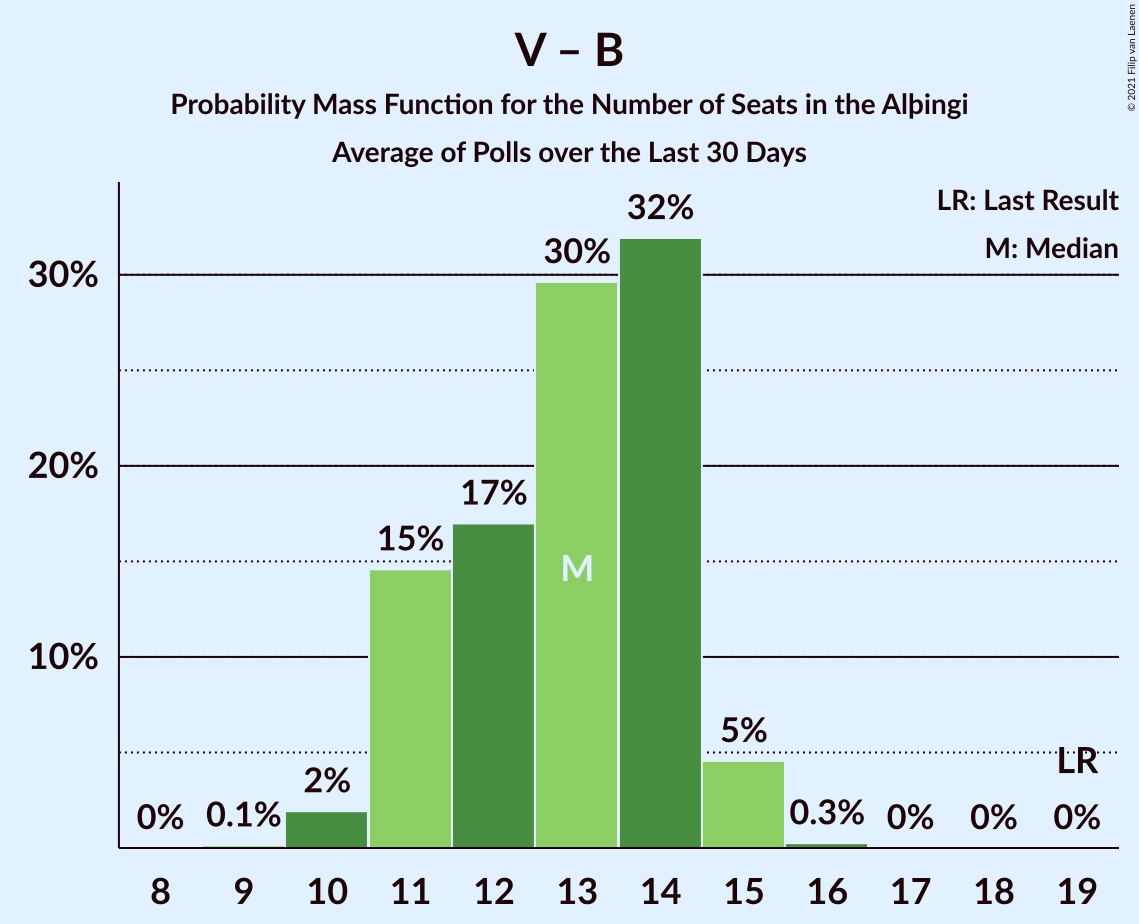 V – B
Probability Mass Function for the Number of Seats in the Alþingi
Average of Polls over the Last 30 Days
© 2021 Filip van Laenen
LR: Last Result
M: Median
32%
30%
30%
20%
17%
15%
M
10%
5%
LR
2%
0% 0.1% 0.3% 0% 0% 0%
8 9 10 11 12 13 14 15 16 17 18 19